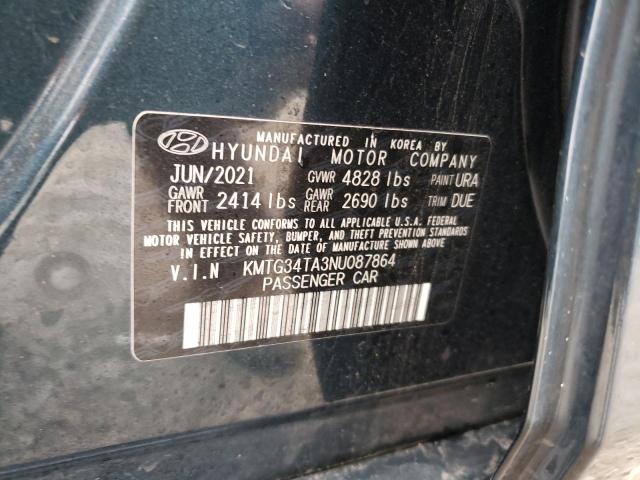 MANUFACTURED IN KOREA BY
HYUNDAI MOTOR COMPANY
JUN/2021 GVWR 4828 lbs PAINT URA
GAWR FRONT 2414 lbs GAWR REAR 2690 lbs TRIM DUE
THIS VEHICLE CONFORMS TO ALL APPLICABLE U.S.A. FEDERAL
MOTOR VEHICLE SAFETY, BUMPER, AND THEFT PREVENTION STANDARDS
IN EFFECT ON THE DATE OF MANUFACTURE SHOWN ABOVE.
V.I.N KMTG34TA3NU087864
PASSENGER CAR